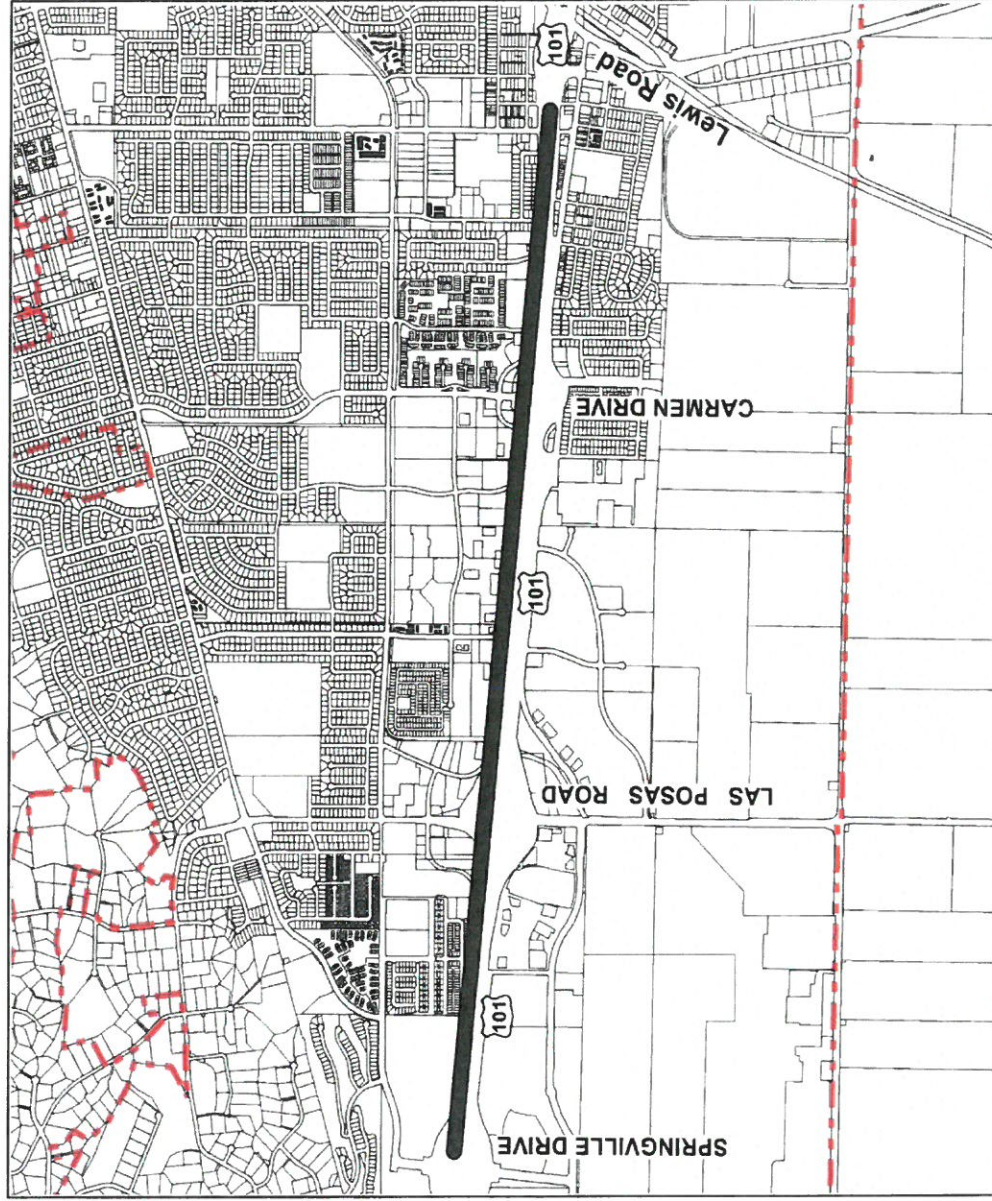 101
Lewis Road
CARMEN DRIVE
101
LAS POSAS ROAD
101
SPRINGVILLE DRIVE